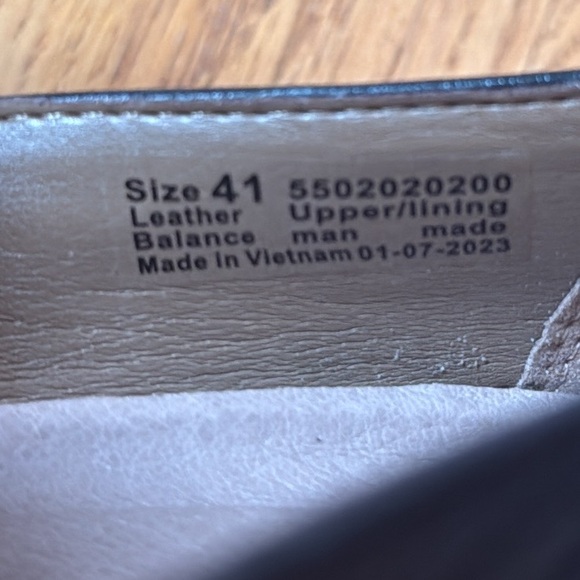 Size 41 5502020200
Leather Upper/lining
Balance man made
Made in Vietnam 01-07-2023